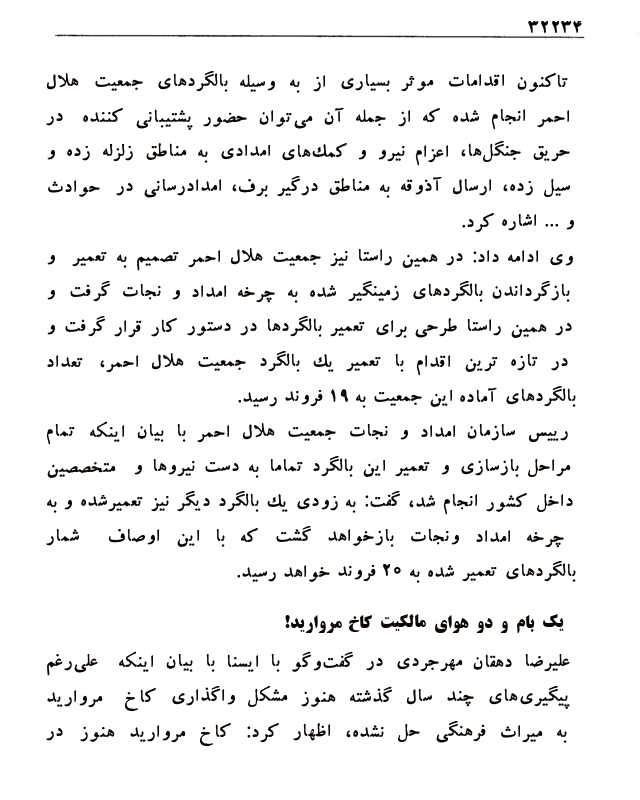 ۳۲۲۳۴
تاکنون اقدامات موثر بسیاری از به وسیله بالگردهای جمعیت هلال
احمر انجام شده که از جمله آن می‌توان حضور پشتیبانی کننده در
حریق جنگل‌ها، اعزام نیرو و کمک‌های امدادی به مناطق زلزله زده و
سیل زده، ارسال آذوقه به مناطق درگیر برف، امدادرسانی در حوادث
و ... اشاره کرد.
وی ادامه داد: در همین راستا نیز جمعیت هلال احمر تصمیم به تعمیر و
بازگرداندن بالگردهای زمینگیر شده به چرخه امداد و نجات گرفت و
در همین راستا طرحی برای تعمیر بالگردها در دستور کار قرار گرفت و
در تازه ترین اقدام با تعمیر یك بالگرد جمعیت هلال احمر، تعداد
بالگردهای آماده این جمعیت به ۱۹ فروند رسید.
رییس سازمان امداد و نجات جمعیت هلال احمر با بیان اینکه تمام
مراحل بازسازی و تعمیر این بالگرد تماما به دست نیروها و متخصصین
داخل کشور انجام شد، گفت: به زودی یك بالگرد دیگر نیز تعمیرشده و به
چرخه امداد ونجات بازخواهد گشت که با این اوصاف شمار
بالگردهای تعمیر شده به ۲۰ فروند خواهد رسید.
یک بام و دو هوای مالکیت کاخ مروارید!
علیرضا دهقان مهرجردی در گفت‌وگو با ایسنا با بیان اینکه علی‌رغم
پیگیری‌های چند سال گذشته هنوز مشکل واگذاری کاخ مروارید
به میراث فرهنگی حل نشده، اظهار کرد: کاخ مروارید هنوز در